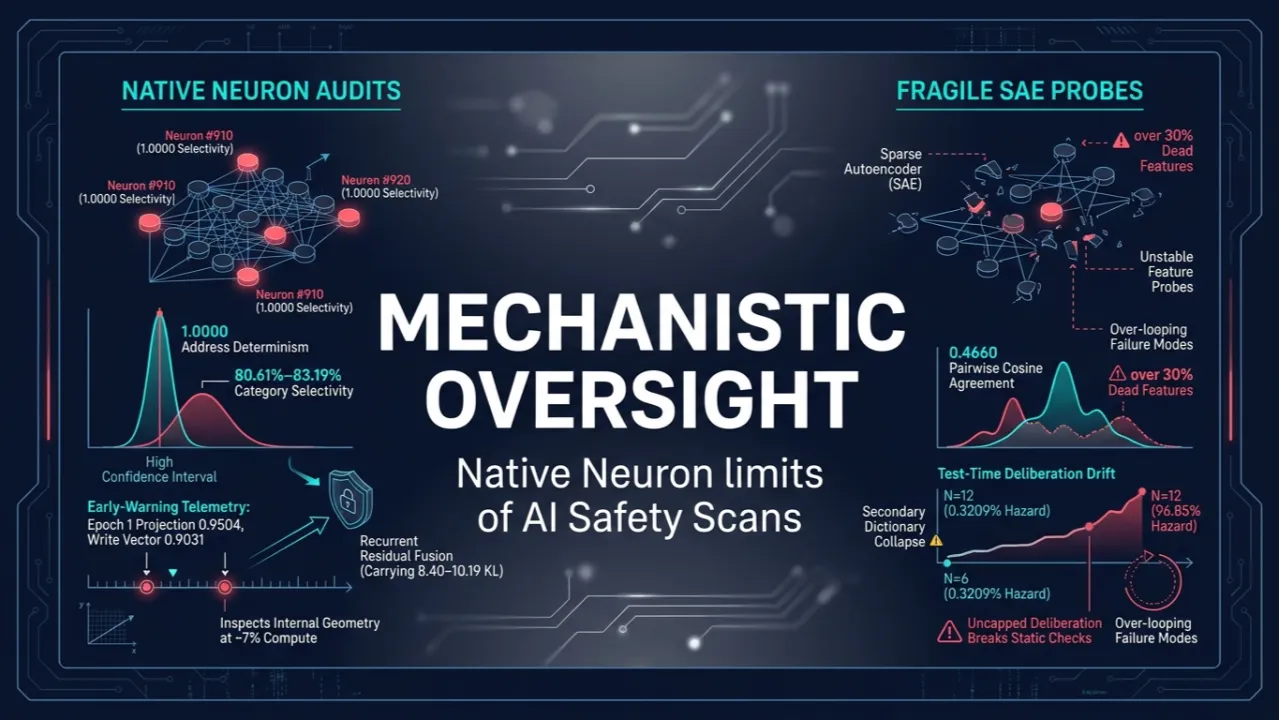 NATIVE NEURON AUDITS
Neuron #910
(1.0000 Selectivity)
Neuron #910
(1.0000 Selectivity)
Neuron #920
(1.0000 Selectivity)
Neuron #910
(1.0000 Selectivity)
1.0000
Address Determinism
80.61%–83.19%
Category Selectivity
High
Confidence Interval
Early-Warning Telemetry:
Epoch 1 Projection 0.9504,
Write Vector 0.9031
Recurrent
Residual Fusion
(Carrying 8.40–10.19 KL)
Inspects Internal Geometry
at ~7% Compute
y
x
MECHANISTIC
OVERSIGHT
Native Neuron limits
of AI Safety Scans
FRAGILE SAE PROBES
Sparse
Autoencoder
(SAE)
over 30%
Dead
Features
Unstable
Feature
Probes
Over-looping
Failure Modes
0.4660
Pairwise Cosine
Agreement
over 30%
Dead Features
Test-Time Deliberation Drift
N=12
(0.3209% Hazard)
N=12
(96.85%
Hazard)
Secondary
Dictionary
Collapse
N=6
(0.3209% Hazard)
Uncapped Deliberation
Breaks Static Checks
Over-looping
Failure Modes